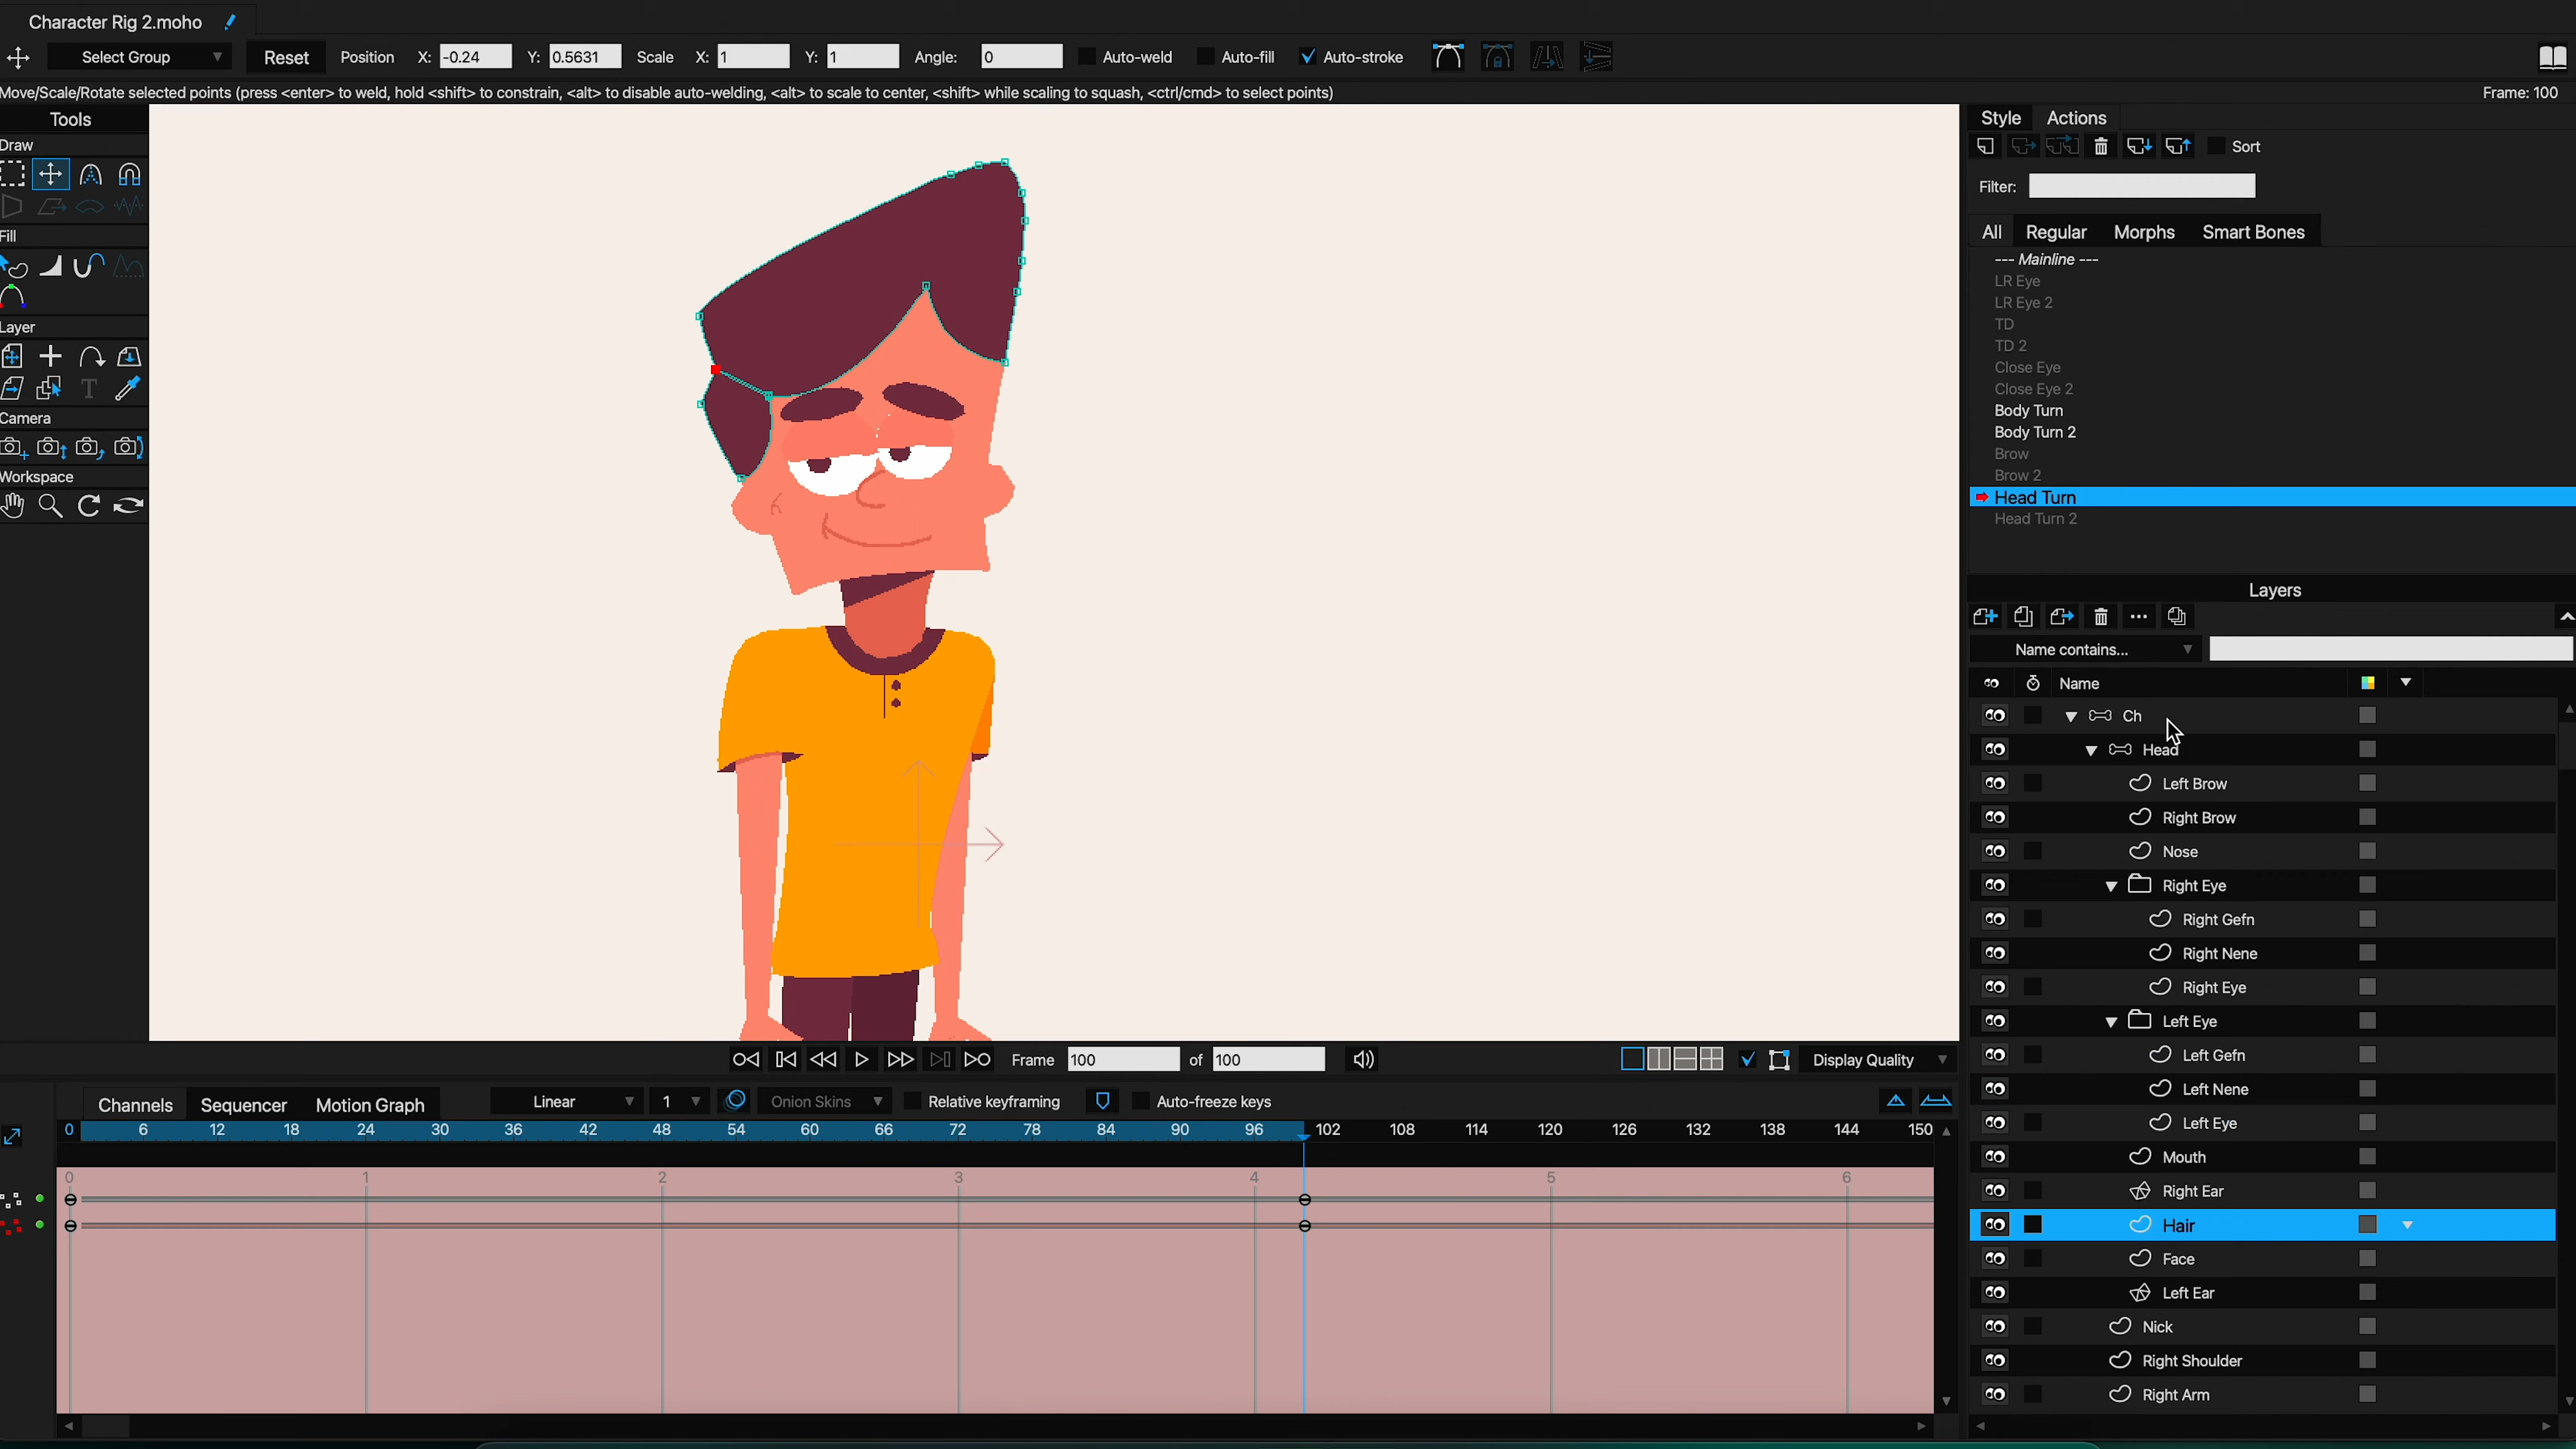 Character Rig 2.moho
Select Group Reset Position X: -0.24 Y: 0.5631 Scale X: 1 Y: 1 Angle: 0 Auto-weld Auto-fill Auto-stroke
Move/Scale/Rotate selected points (press <enter> to weld, hold <shift> to constrain, <alt> to disable auto-welding, <alt> to scale to center, <shift> while scaling to squash, <ctrl/cmd> to select points) Frame: 100
Tools
Draw
Fill
Layer
T
Camera
Workspace
Style Actions
Sort
Filter:
All Regular Morphs Smart Bones
--- Mainline ---
LR Eye
LR Eye 2
TD
TD 2
Close Eye
Close Eye 2
Body Turn
Body Turn 2
Brow
Brow 2
Head Turn
Head Turn 2
Layers
Name contains...
Name
Ch
Head
Left Brow
Right Brow
Nose
Right Eye
Right Gefn
Right Nene
Right Eye
Left Eye
Left Gefn
Left Nene
Left Eye
Mouth
Right Ear
Hair
Face
Left Ear
Nick
Right Shoulder
Right Arm
Frame 100 of 100 Display Quality
Channels Sequencer Motion Graph Linear 1 Onion Skins Relative keyframing Auto-freeze keys
0 6 12 18 24 30 36 42 48 54 60 66 72 78 84 90 96 102 108 114 120 126 132 138 144 150
0 1 2 3 4 5 6